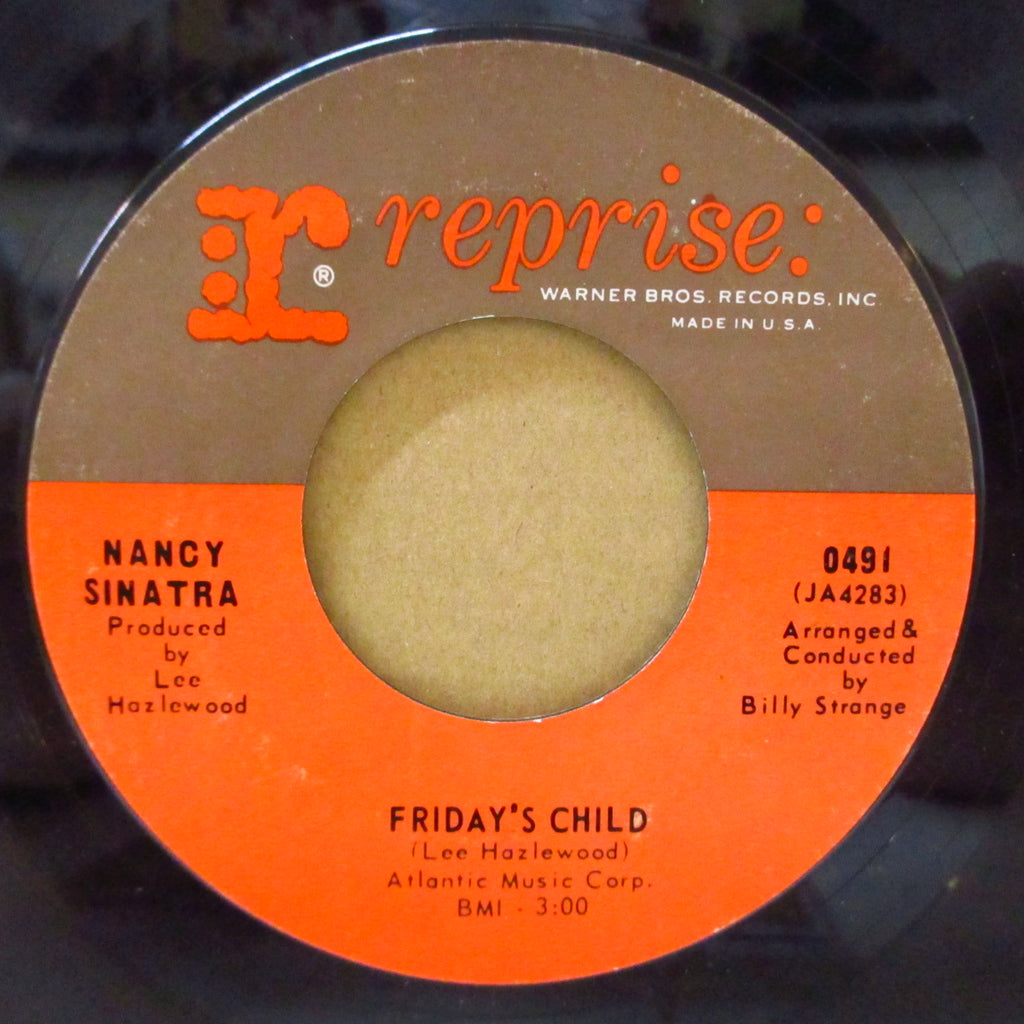 r
®
reprise:
WARNER BROS. RECORDS, INC.
MADE IN U.S.A.
NANCY
SINATRA
Produced
by
Lee
Hazlewood
0491
(JA4283)
Arranged &
Conducted
by
Billy Strange
FRIDAY'S CHILD
(Lee Hazlewood)
Atlantic Music Corp.
BMI - 3:00